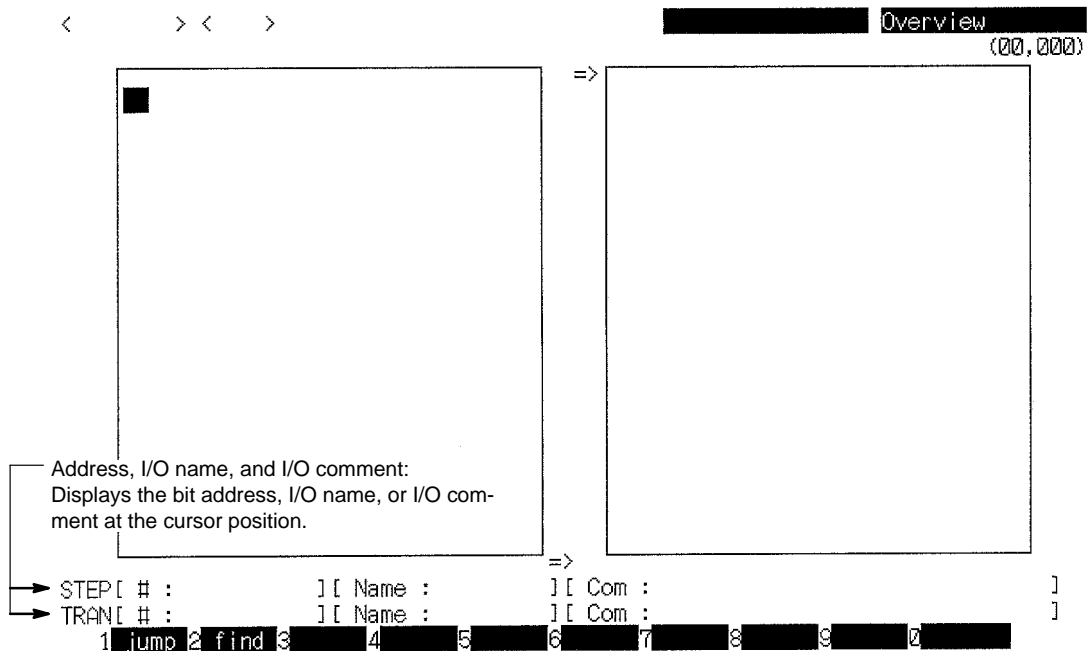 <          > <     > Overview
(00,000)
=>
Address, I/O name, and I/O comment:
Displays the bit address, I/O name, or I/O com-
ment at the cursor position.
=>
STEP[ # :          ][ Name :          ][ Com :          ]
TRAN[ # :          ][ Name :          ][ Com :          ]
1 jump 2 find 3 4 5 6 7 8 9 0